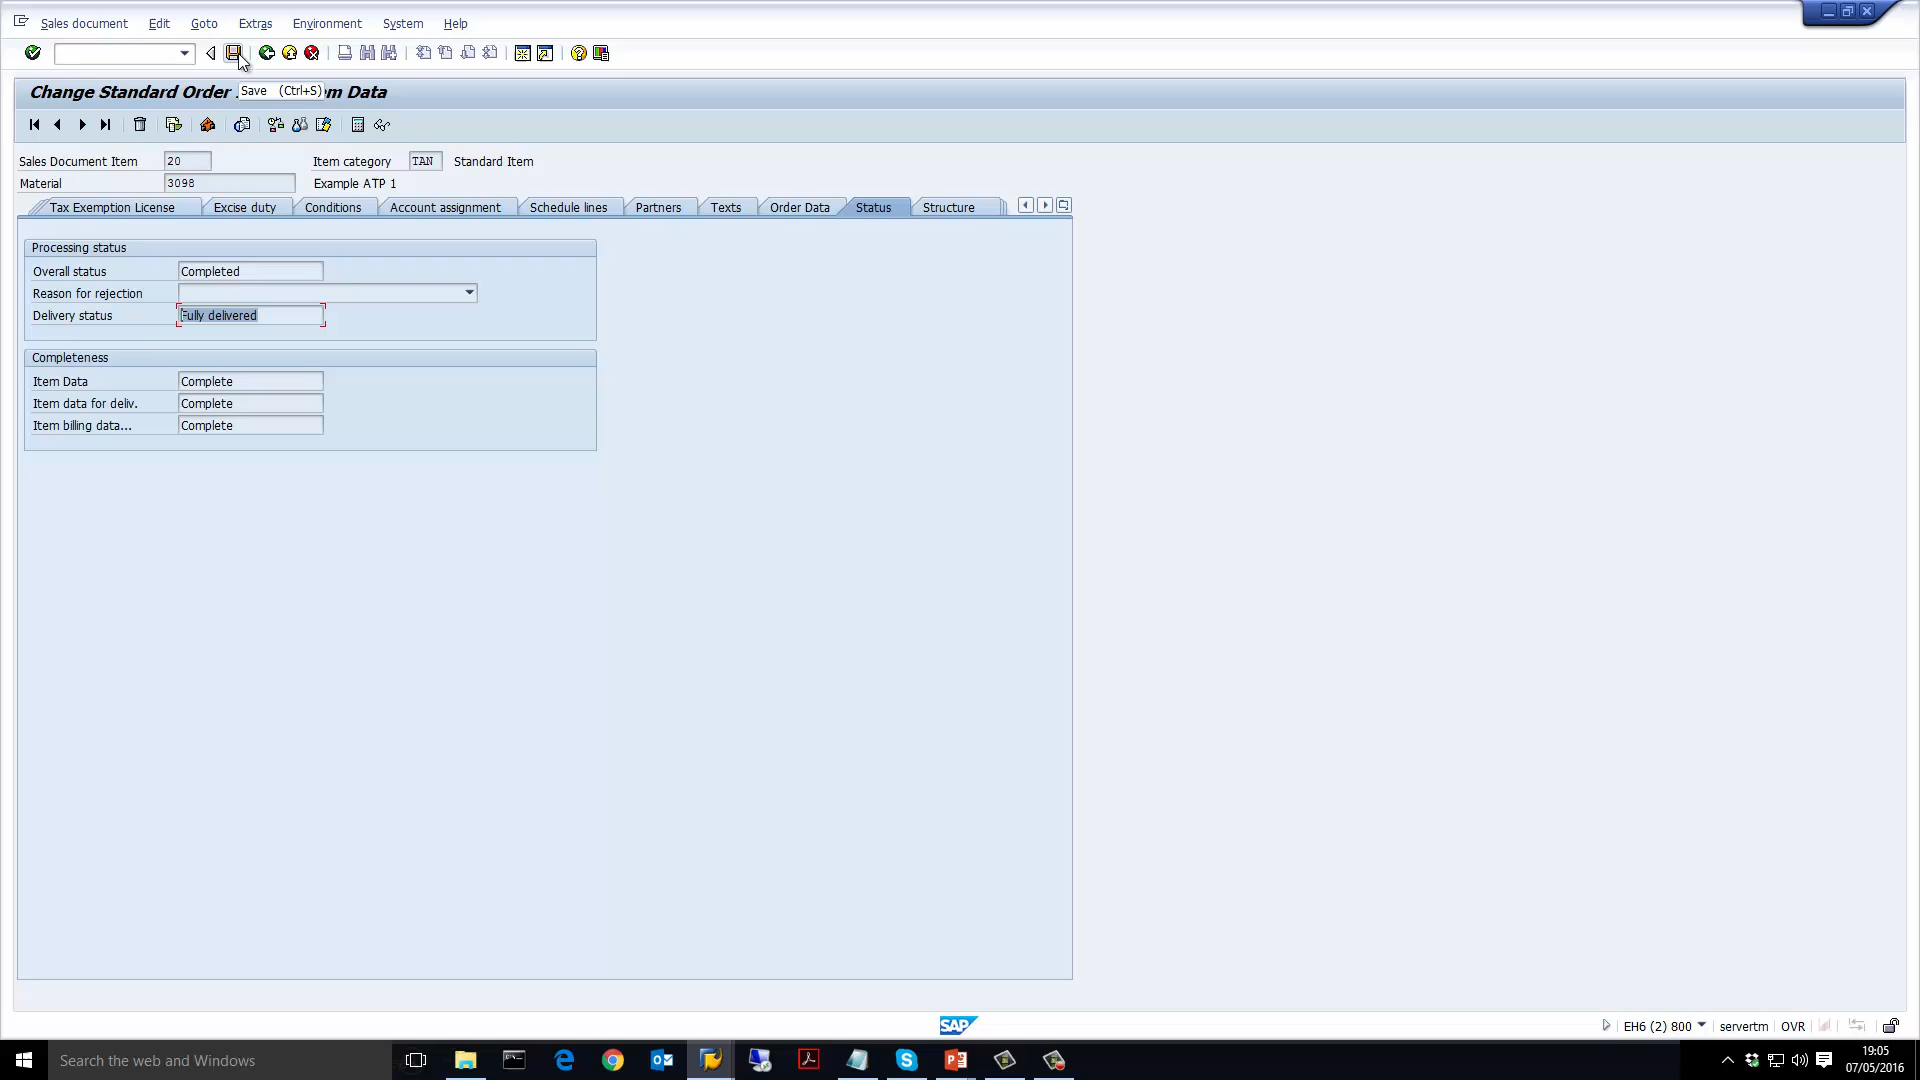 Sales document Edit Goto Extras Environment System Help
Change Standard Order
Save (Ctrl+S)
m Data
Sales Document Item 20 Item category TAN Standard Item
Material 3098 Example ATP 1
Tax Exemption License Excise duty Conditions Account assignment Schedule lines Partners Texts Order Data Status Structure
Processing status
Overall status Completed
Reason for rejection
Delivery status Fully delivered
Completeness
Item Data Complete
Item data for deliv. Complete
Item billing data... Complete
SAP EH6 (2) 800 servertm OVR
Search the web and Windows
19:05
07/05/2016